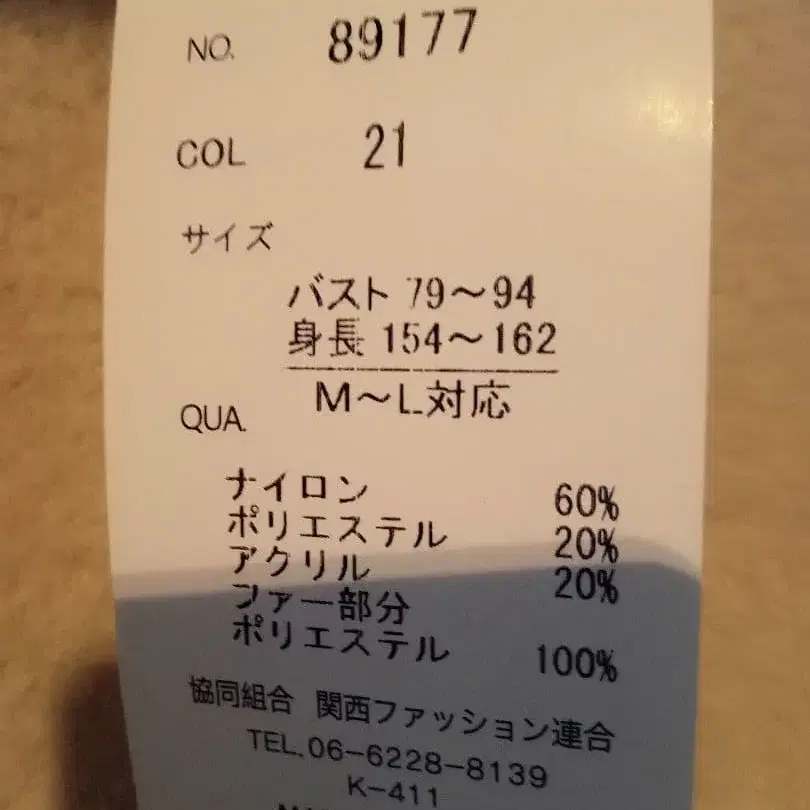 NO. 89177
COL 21
サイズ
バスト 79〜94
身長 154〜162
M〜L対応
QUA.
ナイロン 60%
ポリエステル 20%
アクリル 20%
ファー部分
ポリエステル 100%
協同組合 関西ファッション連合
TEL.06-6228-8139
K-411